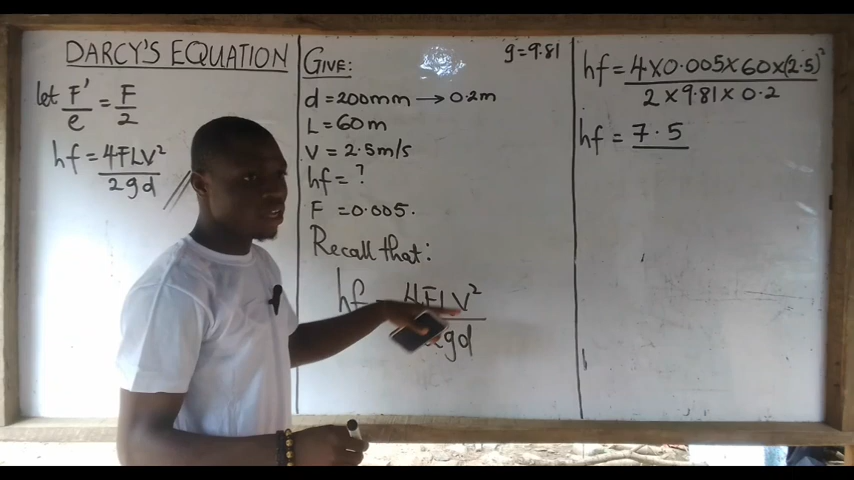 DARCY'S EQUATION
let F'/e = F/2
hf = 4FLV²/2gd //
GIVE:
g=9.81
d = 200mm → 0.2m
L = 60m
V = 2.5m/s
hf = ?
F = 0.005.
Recall that:
hf = 4FLV²
gd
hf = 4×0.005×60×(2.5)²
2×9.81×0.2
hf = 7.5